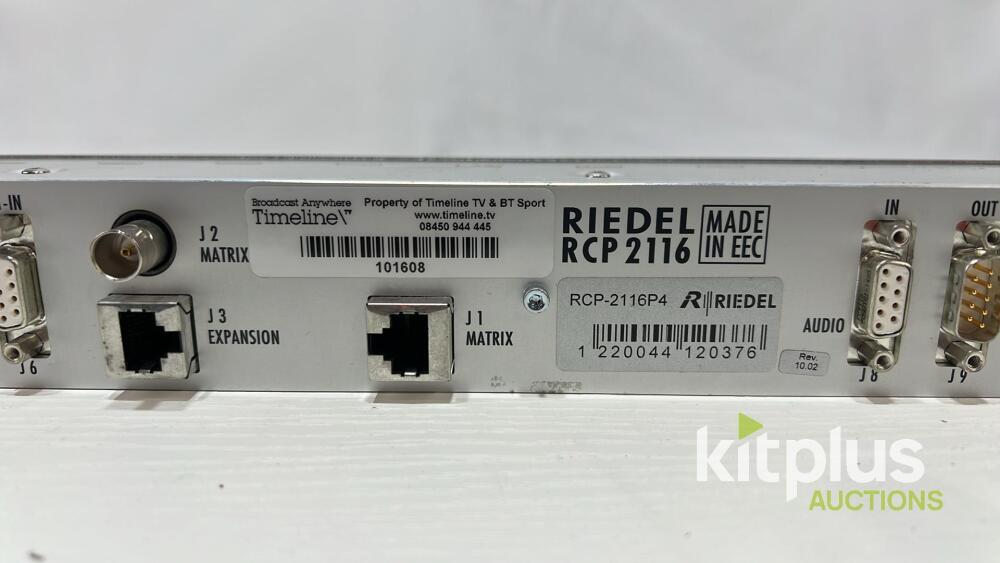 -IN
J 2
MATRIX
J 3
EXPANSION
J6
Broadcast Anywhere
Timeline
Property of Timeline TV & BT Sport
www.timeline.tv
08450 944 445
101608
J 1
MATRIX
RIEDEL
RCP 2116
MADE
IN EEC
RCP-2116P4 RIEDEL
1 220044 120376
Rev.
10.02
IN
AUDIO
J 8
OUT
J 9
kitplus
AUCTIONS